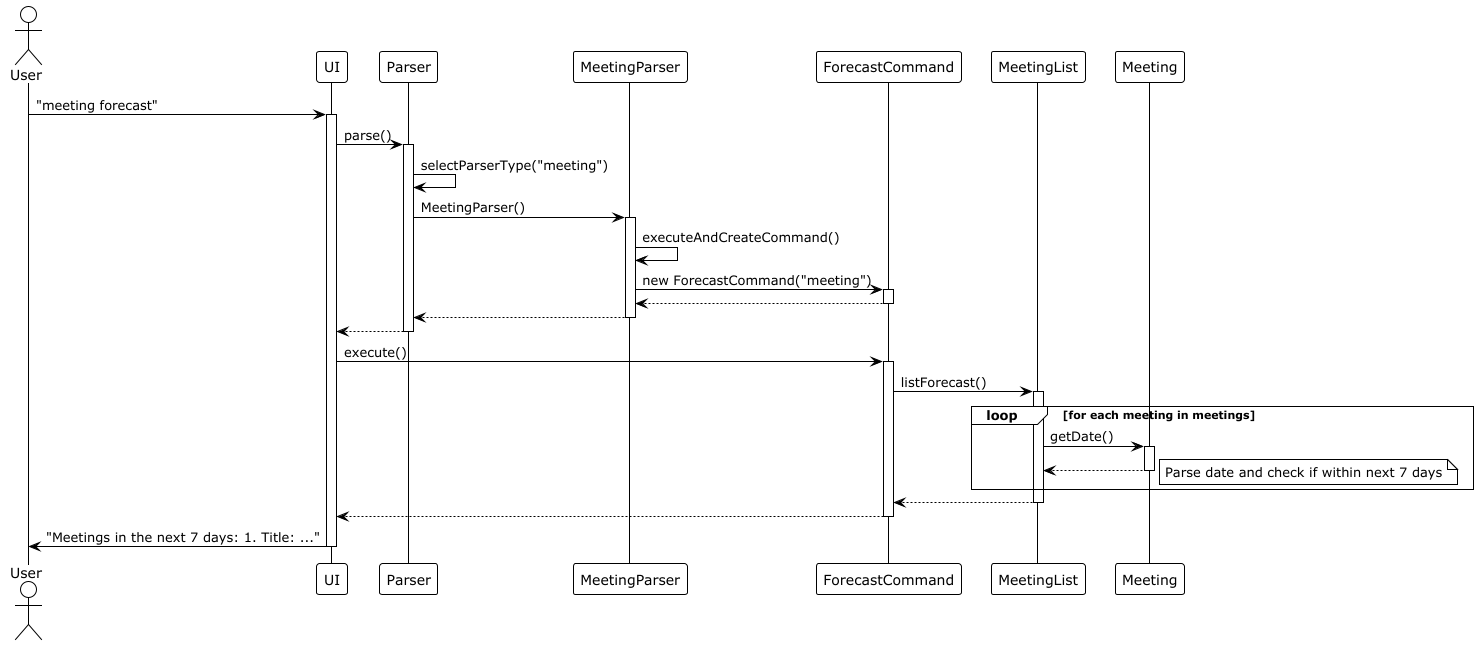 User
UI
Parser
MeetingParser
ForecastCommand
MeetingList
Meeting
"meeting forecast"
parse()
selectParserType("meeting")
MeetingParser()
executeAndCreateCommand()
new ForecastCommand("meeting")
execute()
listForecast()
loop
[for each meeting in meetings]
getDate()
Parse date and check if within next 7 days
"Meetings in the next 7 days: 1. Title: ..."
User
UI
Parser
MeetingParser
ForecastCommand
MeetingList
Meeting